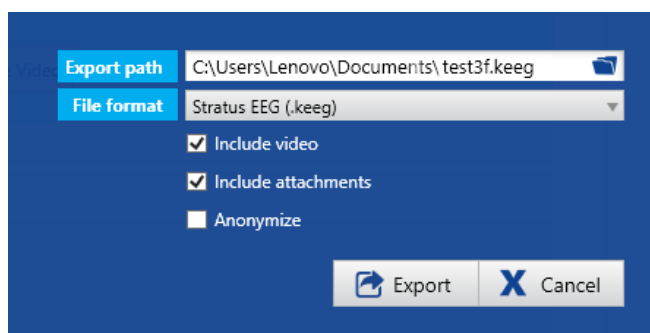 Export path C:\Users\Lenovo\Documents\ test3f.keeg
File format Stratus EEG (.keeg)
Include video
Include attachments
Anonymize
Export Cancel